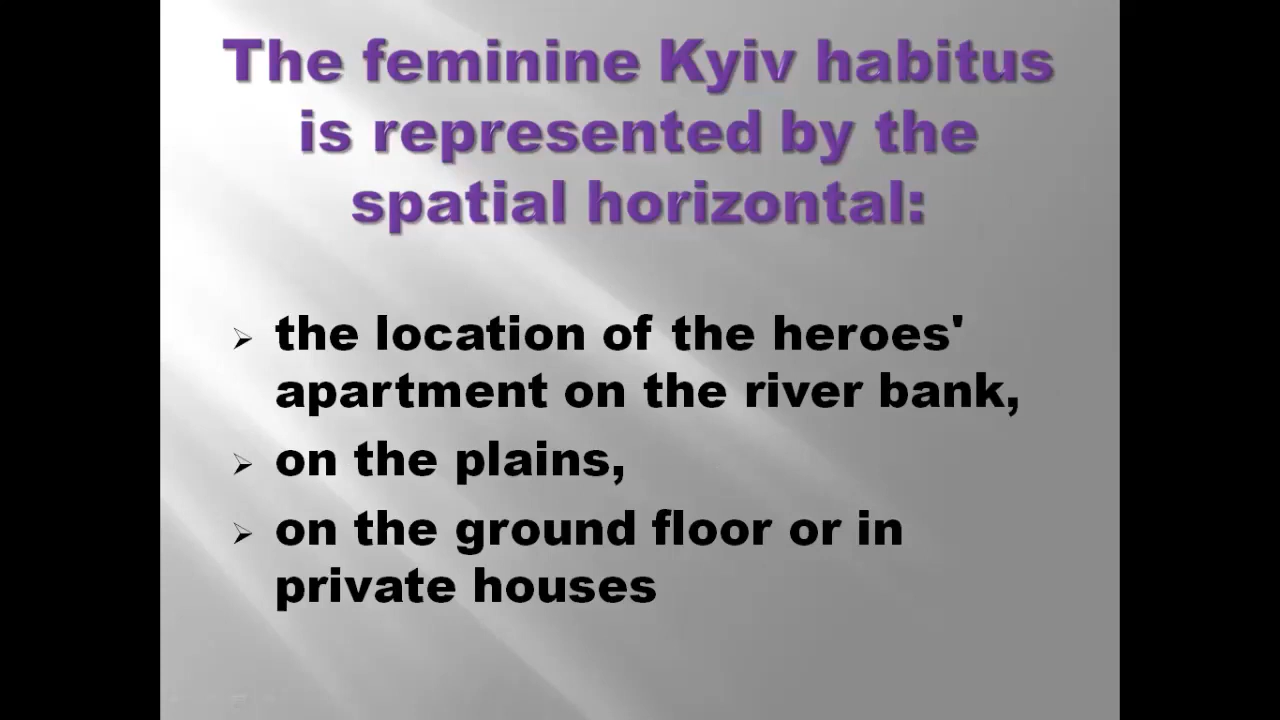 The feminine Kyiv habitus
is represented by the
spatial horizontal:
the location of the heroes'
apartment on the river bank,
on the plains,
on the ground floor or in
private houses